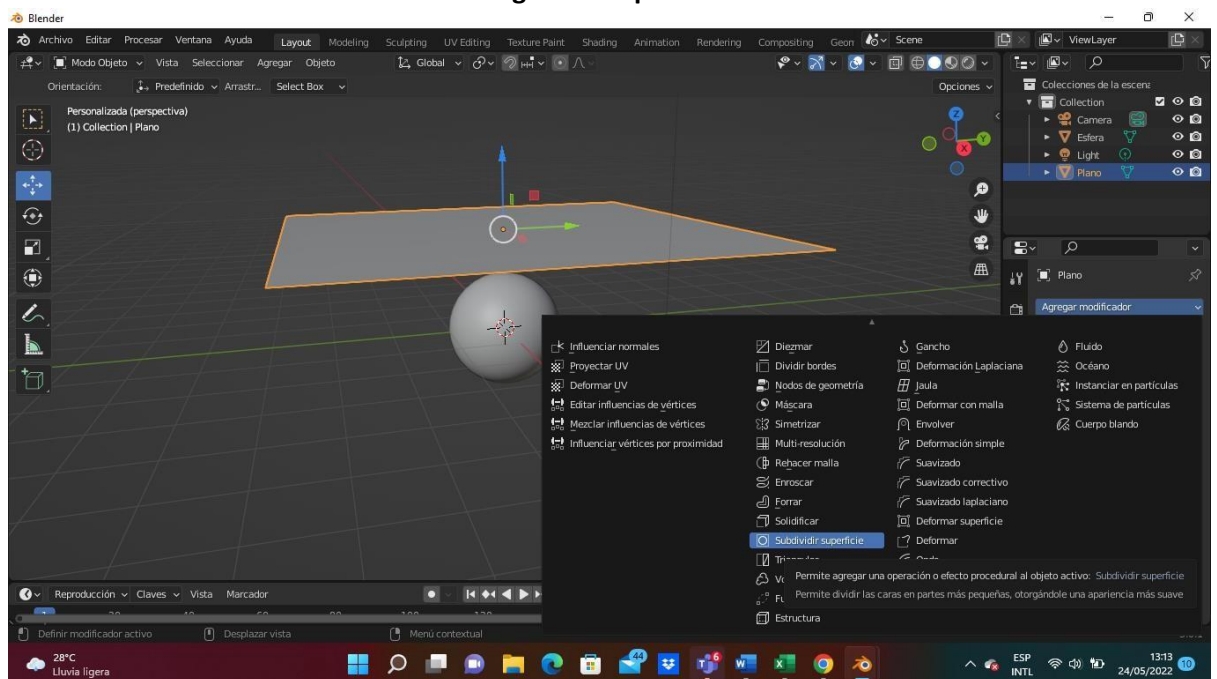 Blender
Archivo Editar Procesar Ventana Ayuda Layout Modeling Sculpting UV Editing Texture Paint Shading Animation Rendering Compositing Geon Scene ViewLayer
Modo Objeto Vista Seleccionar Agregar Objeto Global
Orientación: Predefinido Arrastr... Select Box Opciones
Personalizada (perspectiva)
(1) Collection | Plano
Z
Y
X
Colecciones de la escena
Collection
Camera
Esfera
Light
Plano
Plano
Agregar modificador
Influenciar normales
Proyectar UV
Deformar UV
Editar influencias de vértices
Mezclar influencias de vértices
Influenciar vértices por proximidad
Diezmar
Dividir bordes
Nodos de geometría
Máscara
Simetrizar
Multi-resolución
Rehacer malla
Enroscar
Forrar
Solidificar
Subdividir superficie
Estructura
Gancho
Deformación Laplaciana
Jaula
Deformar con malla
Envolver
Deformación simple
Suavizado
Suavizado correctivo
Suavizado laplaciano
Deformar superficie
Deformar
Fluido
Océano
Instanciar en partículas
Sistema de partículas
Cuerpo blando
Permite agregar una operación o efecto procedural al objeto activo: Subdividir superficie
Permite dividir las caras en partes más pequeñas, otorgándole una apariencia más suave
Reproducción Claves Vista Marcador
Definir modificador activo Desplazar vista Menú contextual
28°C
Lluvia ligera
44
6
ESP
INTL
13:13
24/05/2022
10